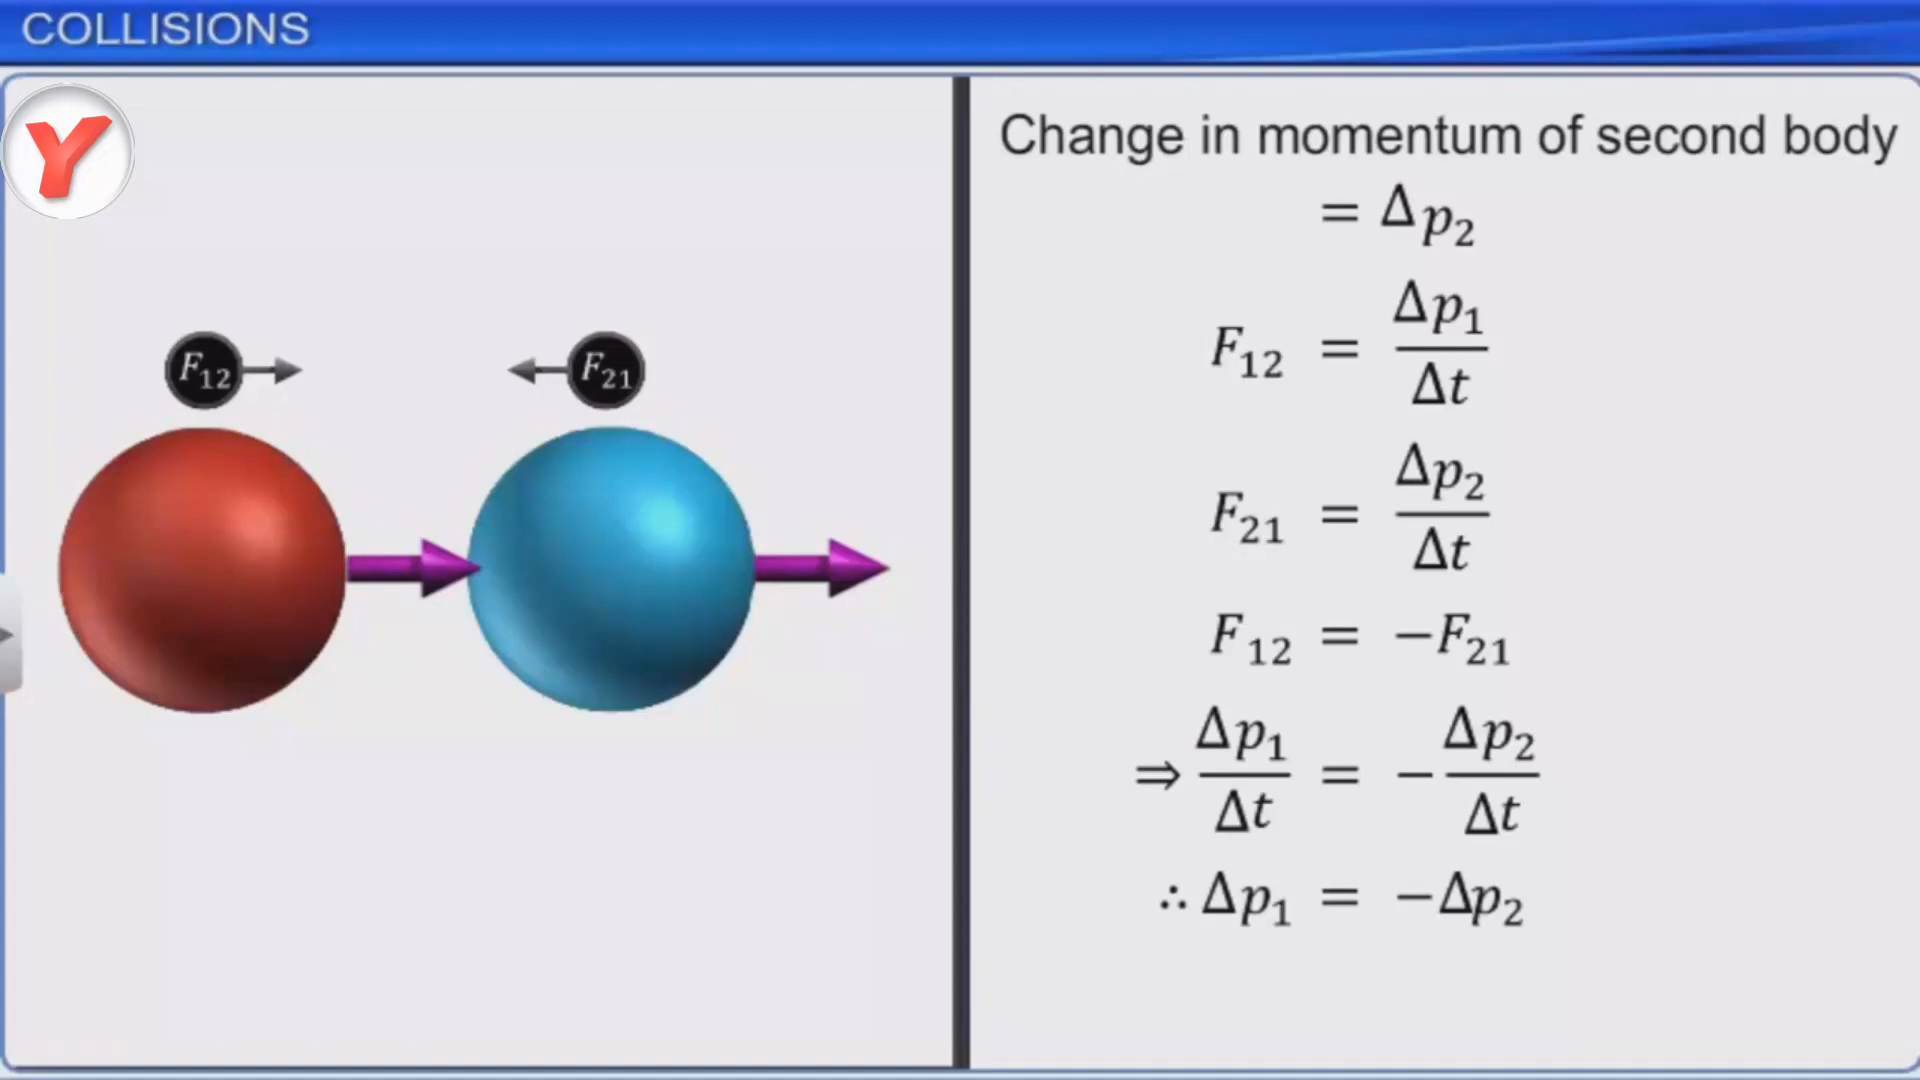 COLLISIONS
Y
F₁₂
F₂₁
Change in momentum of second body
= Δp₂
F₁₂ = Δp₁/Δt
F₂₁ = Δp₂/Δt
F₁₂ = −F₂₁
⇒ Δp₁/Δt = −Δp₂/Δt
∴ Δp₁ = −Δp₂